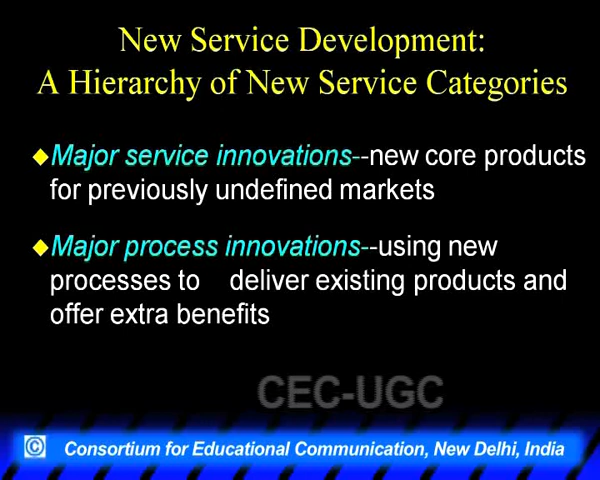 New Service Development:
A Hierarchy of New Service Categories
Major service innovations--new core products
for previously undefined markets
Major process innovations--using new
processes to deliver existing products and
offer extra benefits
CEC-UGC
© Consortium for Educational Communication, New Delhi, India